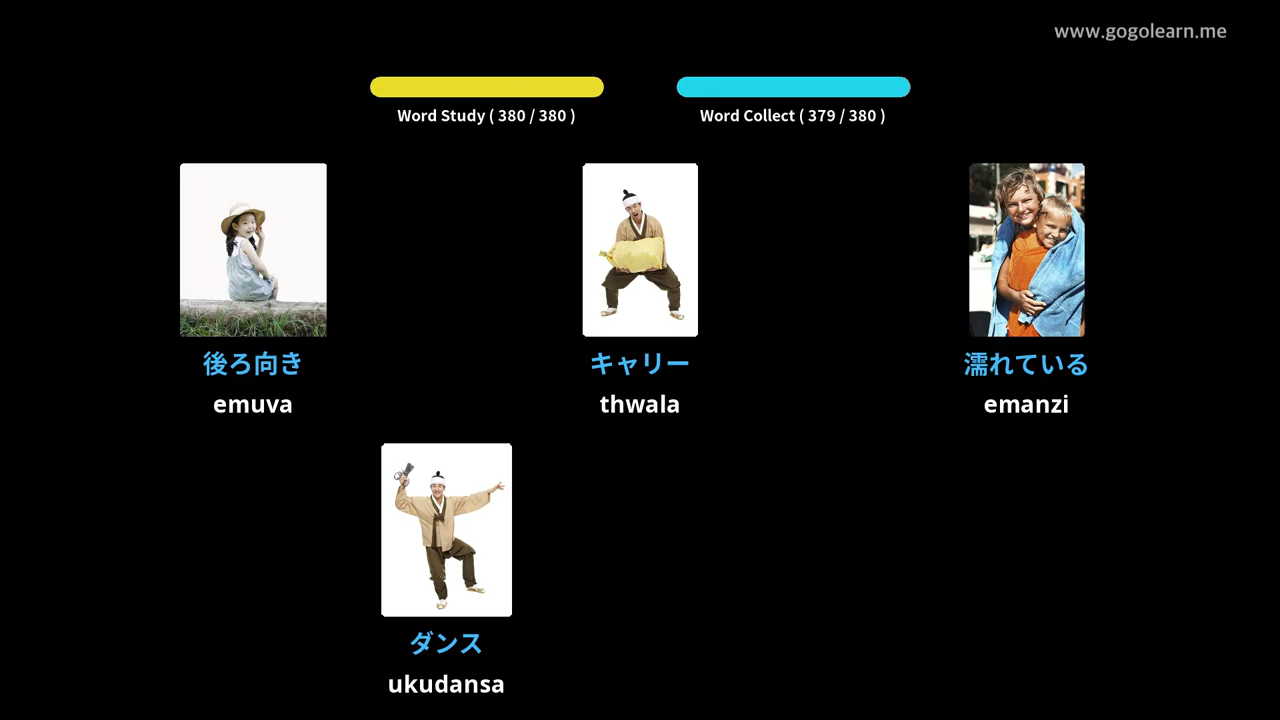 www.gogolearn.me
Word Study ( 380 / 380 )
Word Collect ( 379 / 380 )
後ろ向き
emuva
キャリー
thwala
濡れている
emanzi
ダンス
ukudansa